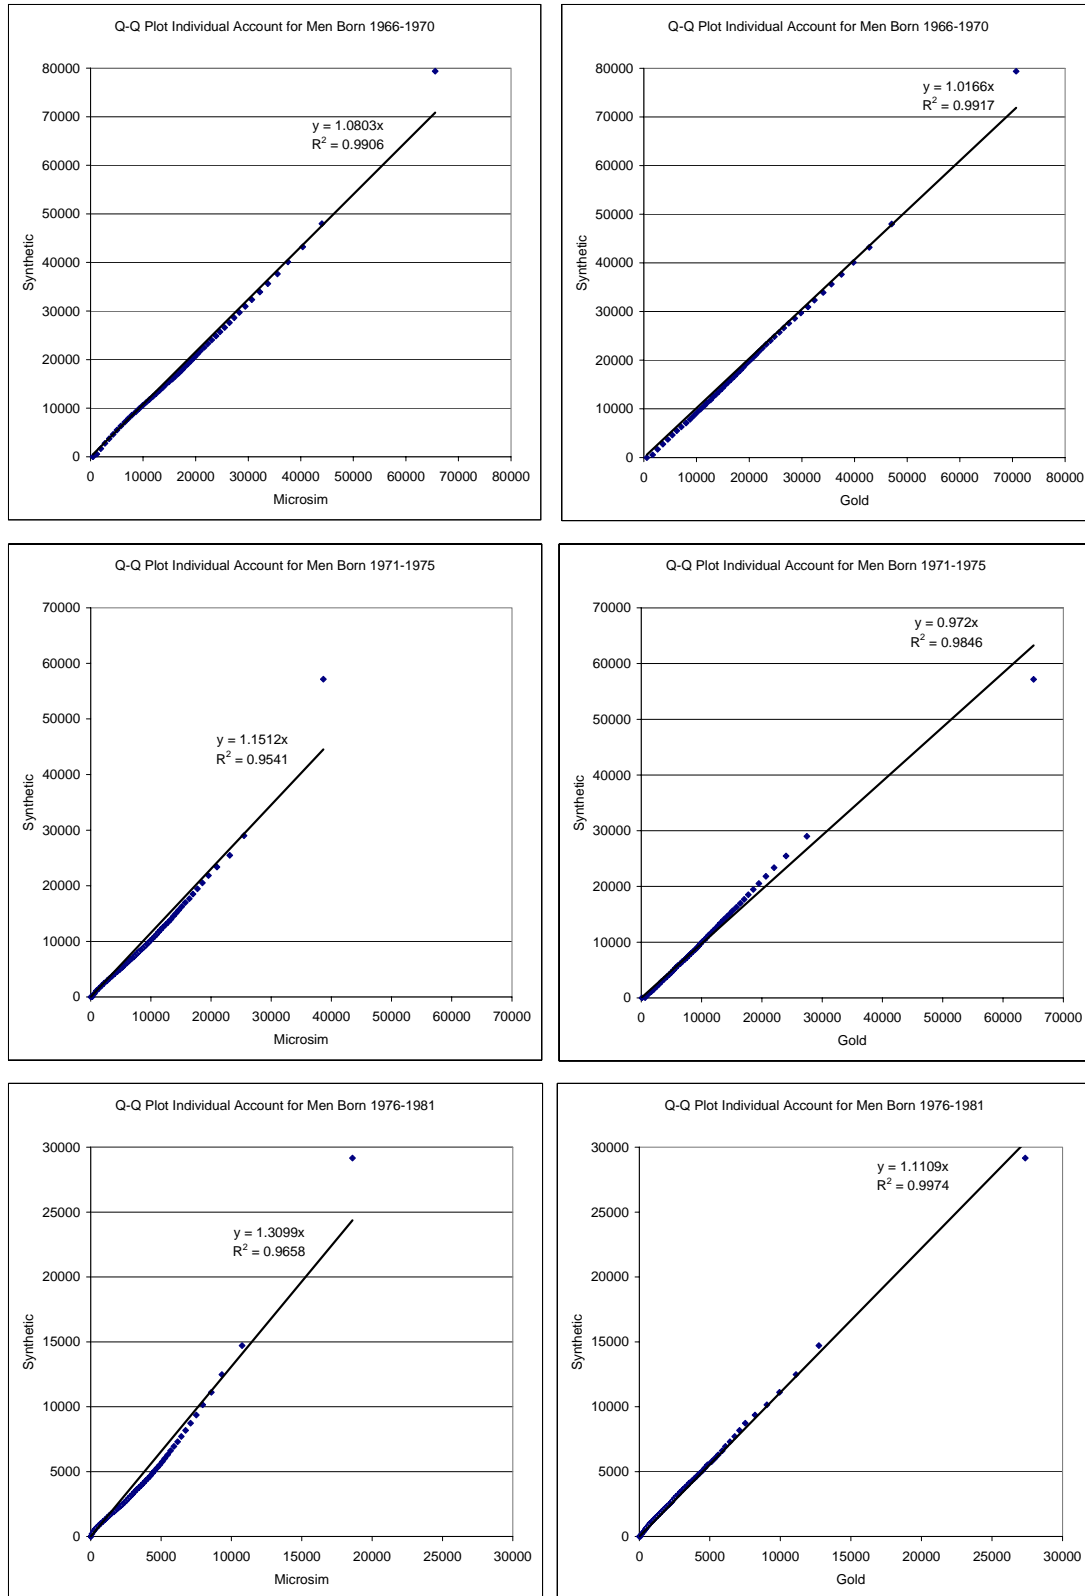 Q-Q Plot Individual Account for Men Born 1966-1970
80000
70000
60000
50000
40000
30000
20000
10000
0
Synthetic
y = 1.0803x
R² = 0.9906
0 10000 20000 30000 40000 50000 60000 70000 80000
Microsim
Q-Q Plot Individual Account for Men Born 1966-1970
80000
70000
60000
50000
40000
30000
20000
10000
0
Synthetic
y = 1.0166x
R² = 0.9917
0 10000 20000 30000 40000 50000 60000 70000 80000
Gold
Q-Q Plot Individual Account for Men Born 1971-1975
70000
60000
50000
40000
30000
20000
10000
0
Synthetic
y = 1.1512x
R² = 0.9541
0 10000 20000 30000 40000 50000 60000 70000
Microsim
Q-Q Plot Individual Account for Men Born 1971-1975
70000
60000
50000
40000
30000
20000
10000
0
Synthetic
y = 0.972x
R² = 0.9846
0 10000 20000 30000 40000 50000 60000 70000
Gold
Q-Q Plot Individual Account for Men Born 1976-1981
30000
25000
20000
15000
10000
5000
0
Synthetic
y = 1.3099x
R² = 0.9658
0 5000 10000 15000 20000 25000 30000
Microsim
Q-Q Plot Individual Account for Men Born 1976-1981
30000
25000
20000
15000
10000
5000
0
Synthetic
y = 1.1109x
R² = 0.9974
0 5000 10000 15000 20000 25000 30000
Gold